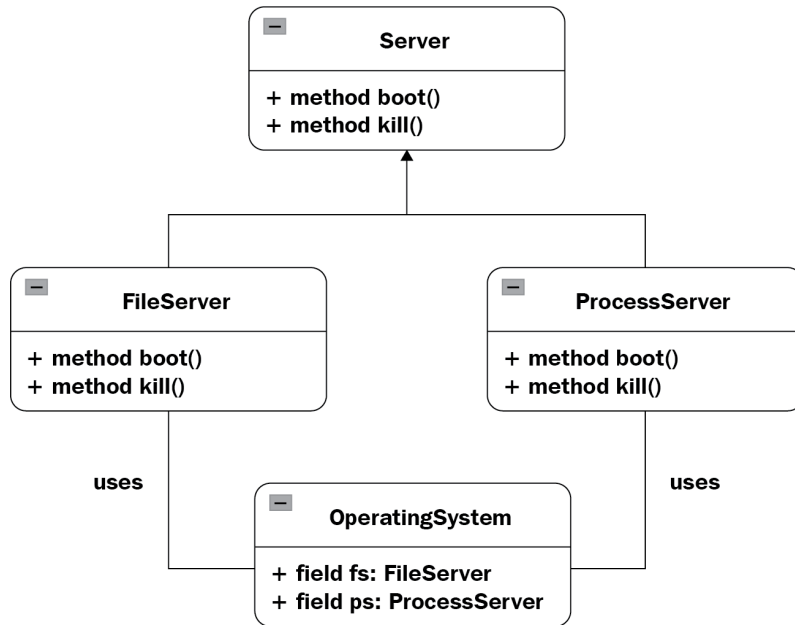 Server
+ method boot()
+ method kill()
FileServer
+ method boot()
+ method kill()
ProcessServer
+ method boot()
+ method kill()
uses
uses
OperatingSystem
+ field fs: FileServer
+ field ps: ProcessServer